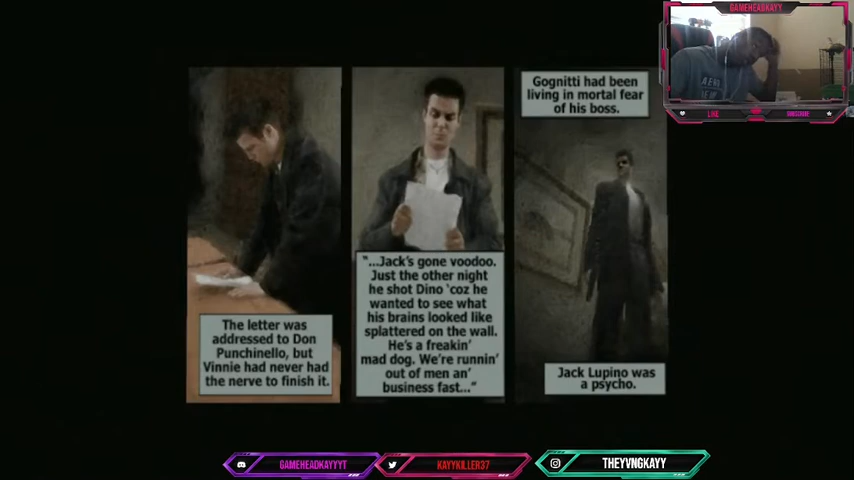 GAMEHEADKAYY
LIKE
SUBSCRIBE
The letter was
addressed to Don
Punchinello, but
Vinnie had never had
the nerve to finish it.
"...Jack's gone voodoo.
Just the other night
he shot Dino 'coz he
wanted to see what
his brains looked like
splattered on the wall.
He's a freakin'
mad dog. We're runnin'
out of men an'
business fast..."
Gognitti had been
living in mortal fear
of his boss.
Jack Lupino was
a psycho.
GAMEHEADKAYYYT
KAYYKILLER37
THEYVNGKAYY